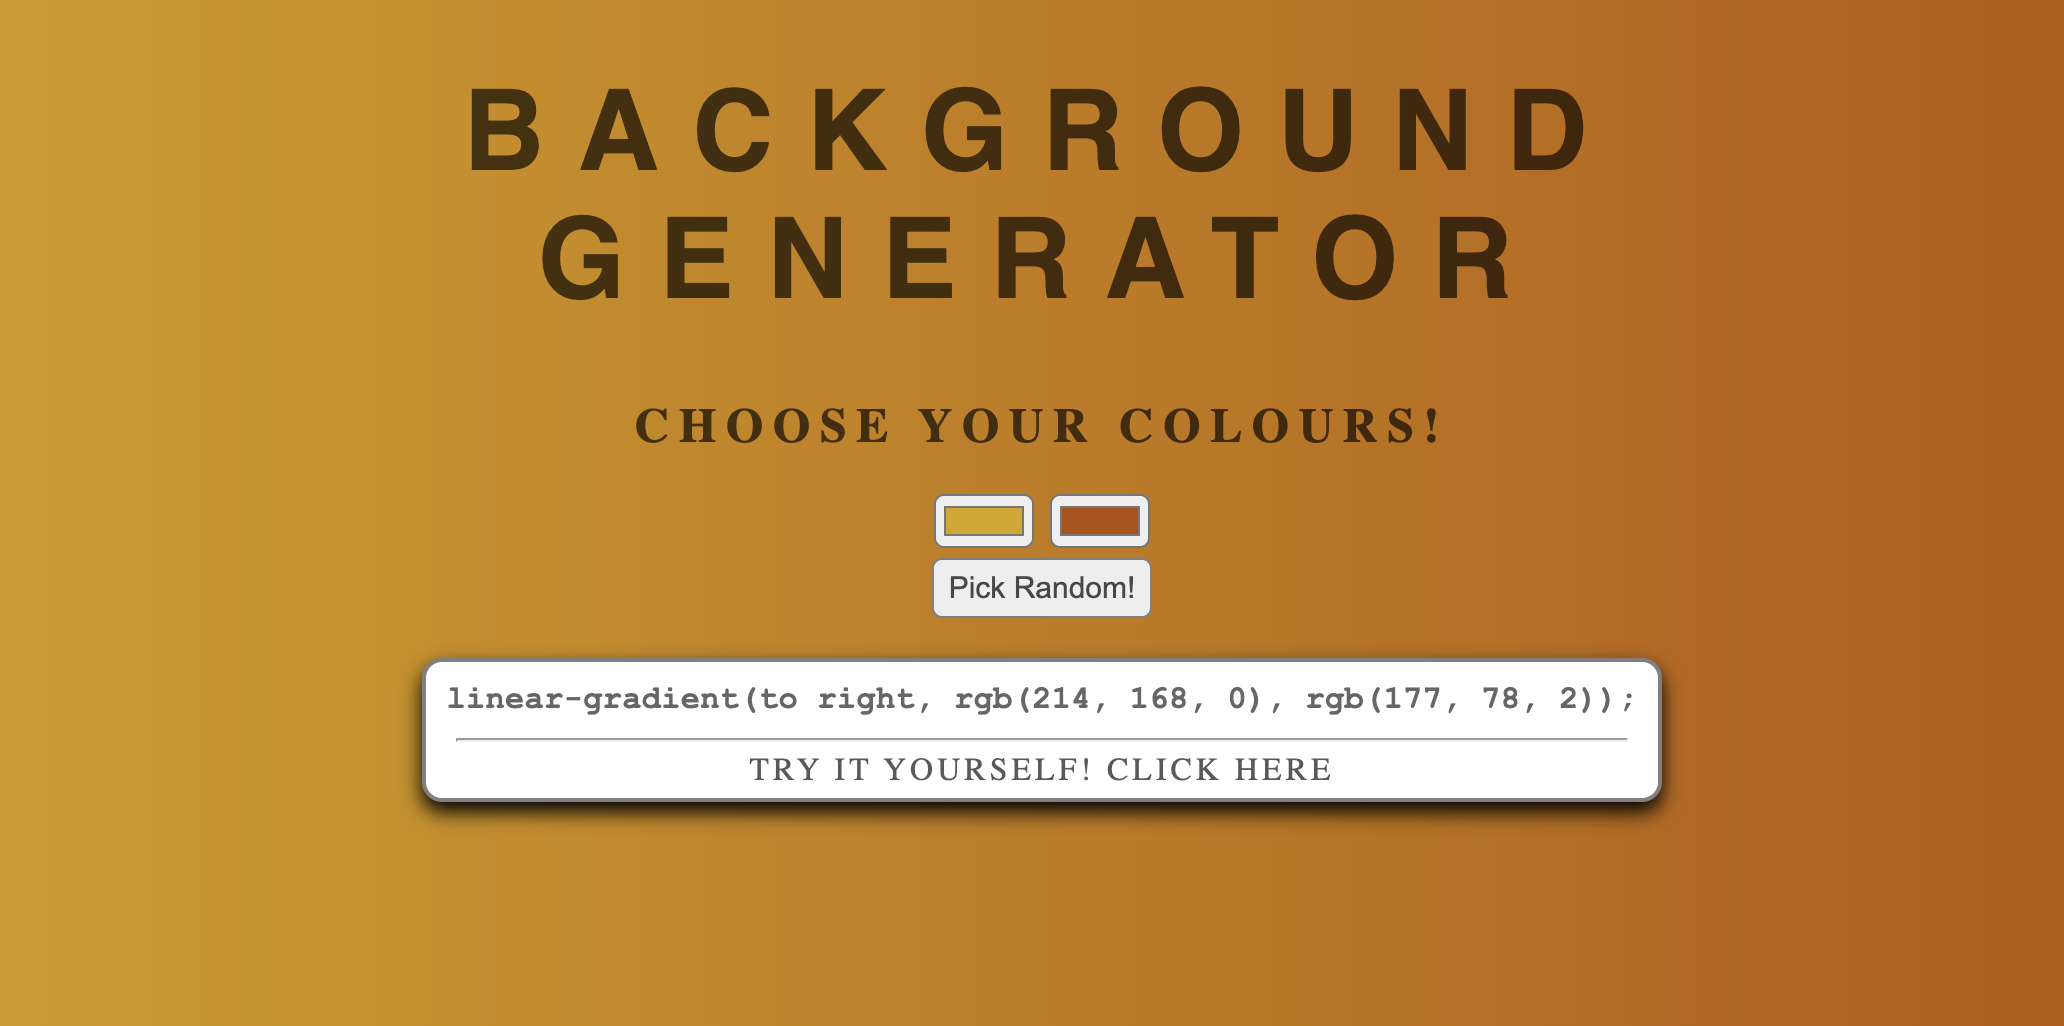 BACKGROUND
GENERATOR
CHOOSE YOUR COLOURS!
Pick Random!
linear-gradient(to right, rgb(214, 168, 0), rgb(177, 78, 2));
TRY IT YOURSELF! CLICK HERE